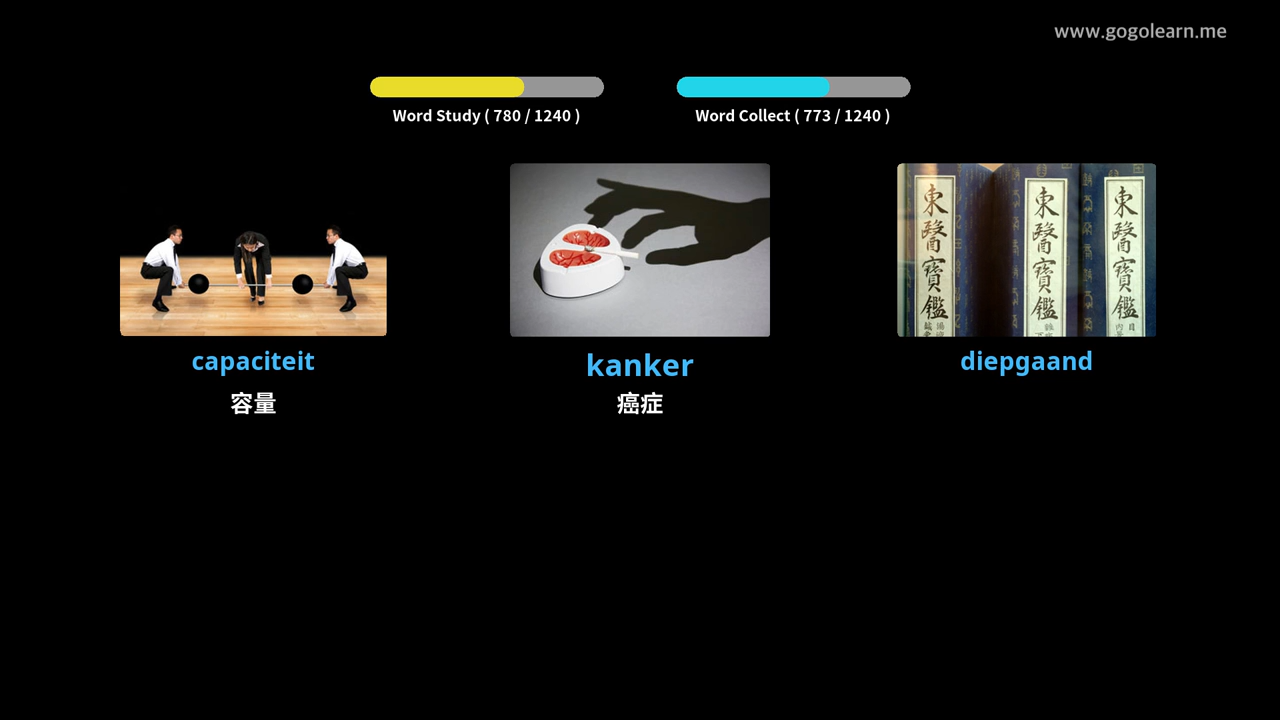 www.gogolearn.me
Word Study ( 780 / 1240 )
Word Collect ( 773 / 1240 )
東醫寶鑑
東醫寶鑑
東醫寶鑑
capaciteit
kanker
diepgaand
容量
癌症